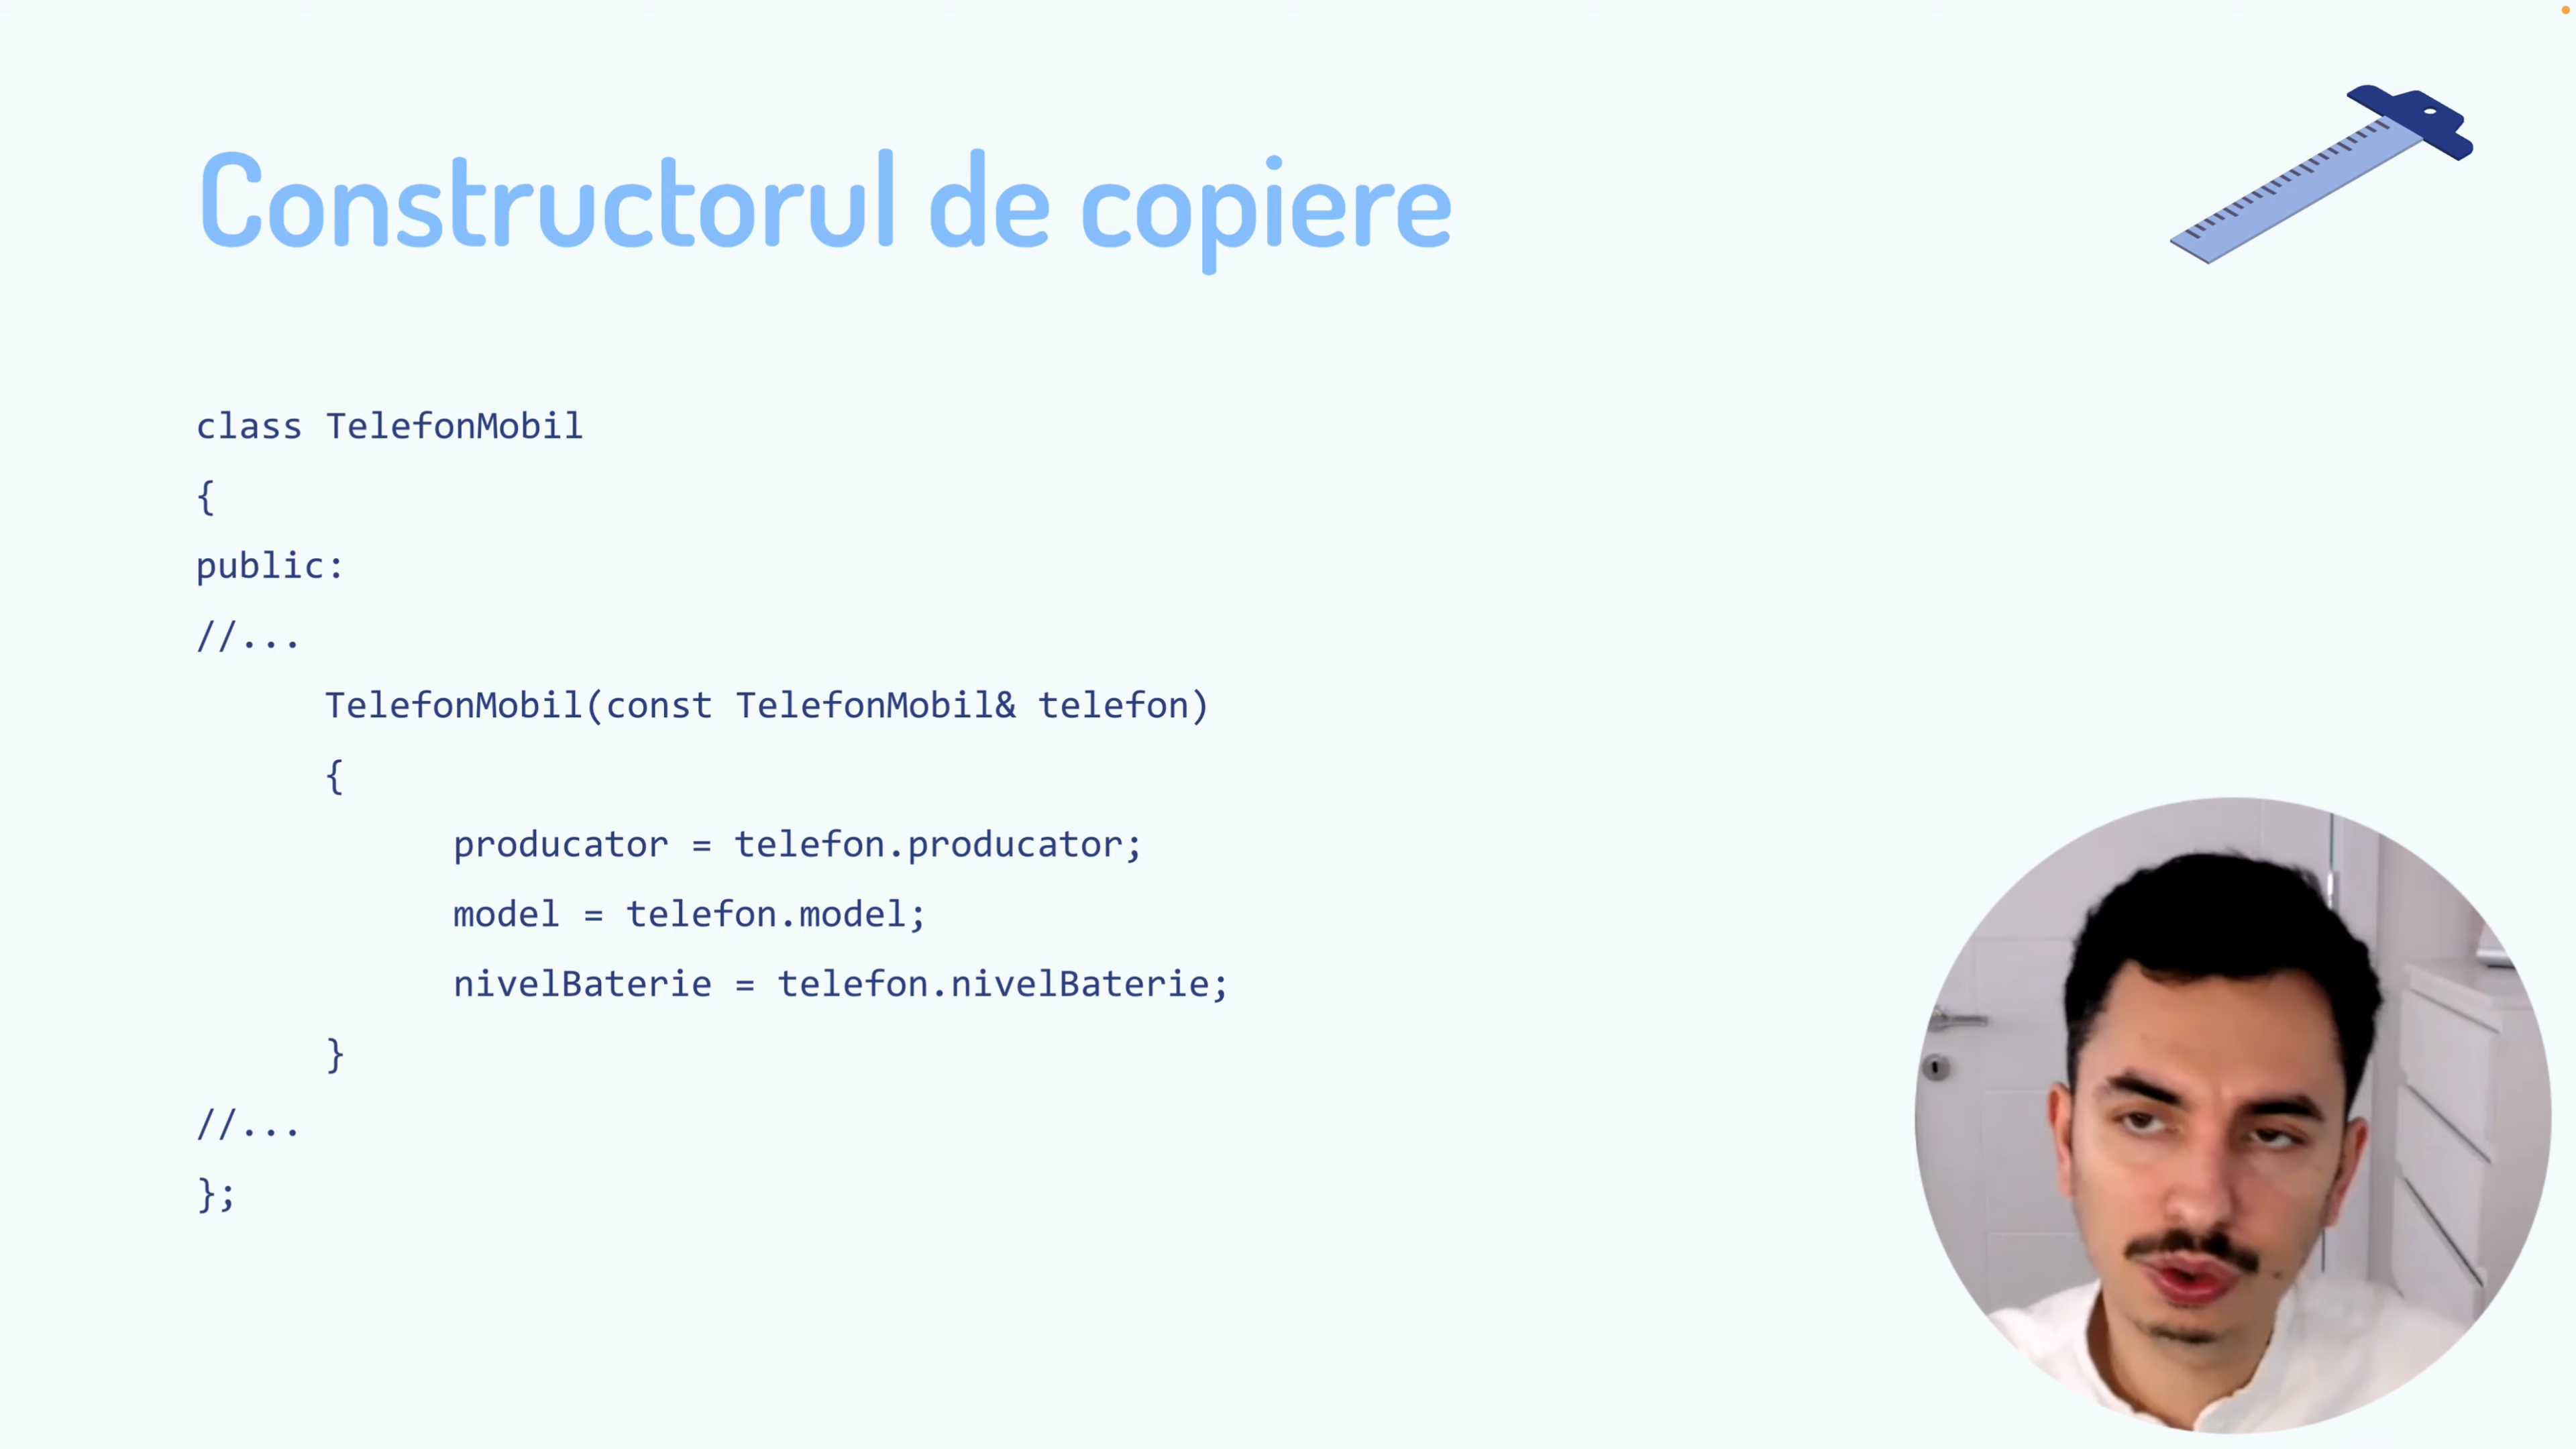 Constructorul de copiere
class TelefonMobil
{
public:
//...
TelefonMobil(const TelefonMobil& telefon)
{
producator = telefon.producator;
model = telefon.model;
nivelBaterie = telefon.nivelBaterie;
}
//...
};